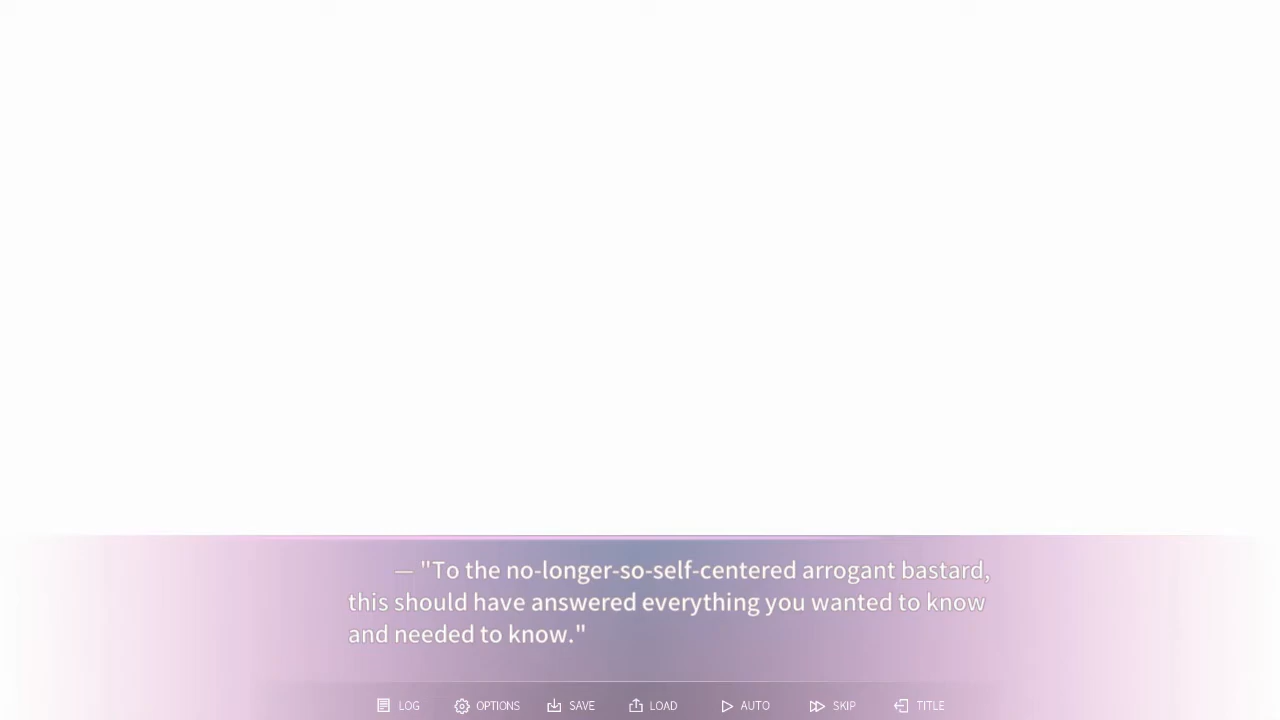 — "To the no-longer-so-self-centered arrogant bastard,
this should have answered everything you wanted to know
and needed to know."
LOG OPTIONS SAVE LOAD AUTO SKIP TITLE